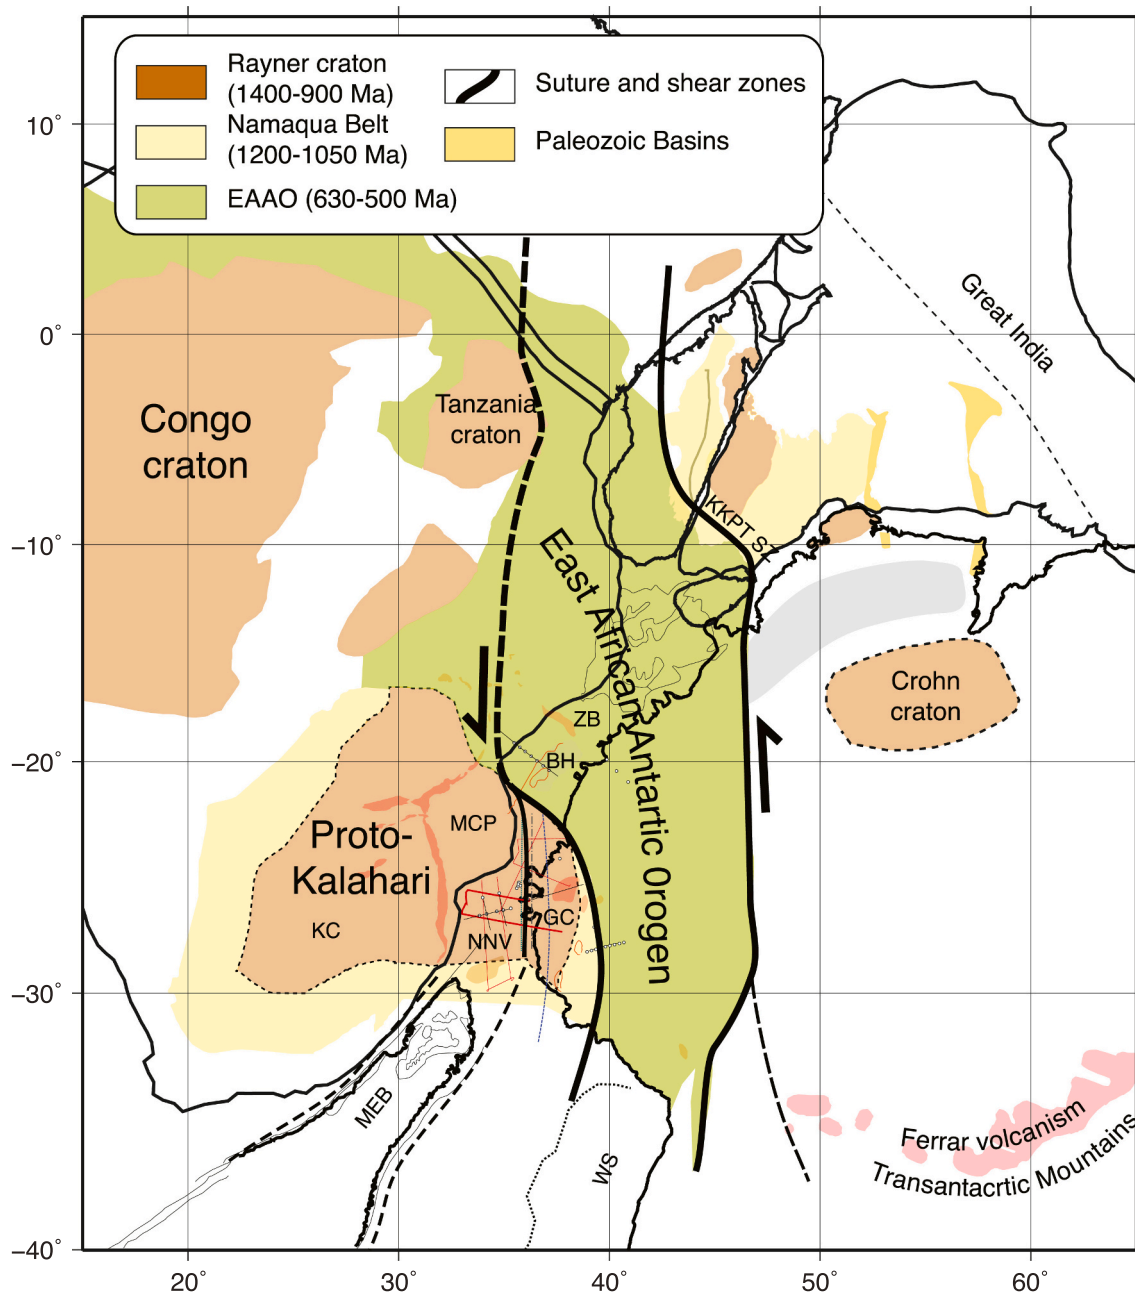 Rayner craton
(1400-900 Ma)
Namaqua Belt
(1200-1050 Ma)
EAAO (630-500 Ma)
Suture and shear zones
Paleozoic Basins
10°
0°
−10°
−20°
−30°
−40°
20°
30°
40°
50°
60°
Great India
Congo
craton
Tanzania
craton
KKPT SZ
East African-Antartic 0rogen
Crohn
craton
ZB
BH
MCP
Proto-
Kalahari
KC
NNV
GC
MEB
WS
Ferrar volcanism
Transantacrtic Mountains